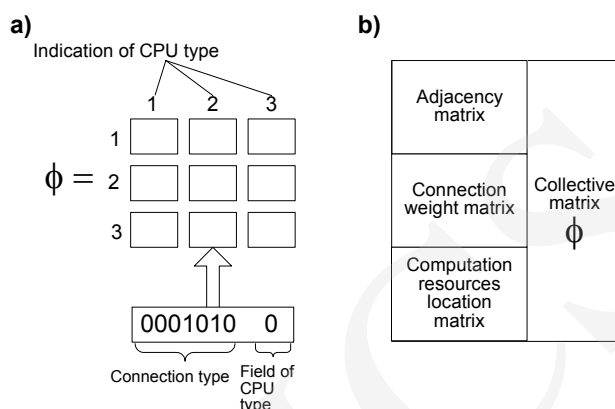 a)
Indication of CPU type
1 2 3
1
ϕ = 2
3
0001010 0
Connection type
Field of
CPU
type
b)
Adjacency
matrix
Connection
weight matrix
Computation
resources
location
matrix
Collective
matrix
ϕ